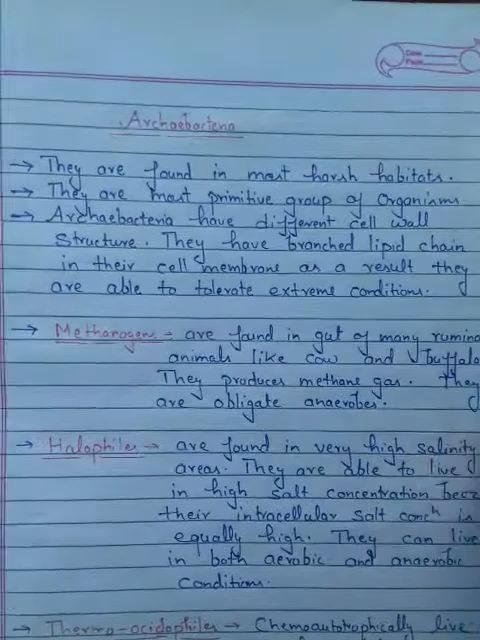 Date
Page
Archaebacteria
→ They are found in most harsh habitats.
→ They are most primitive group of Organisms
→ Archaebacteria have different cell wall
structure. They have branched lipid chain
in their cell membrane as a result they
are able to tolerate extreme conditions.
→ Methanogens - are found in gut of many rumina
animals like cow and buffalo
They produces methane gas. They
are obligate anaerobes.
→ Halophiles → are found in very high salinity
areas. They are able to live
in high salt concentration becz
their intracellular salt concn is
equally high. They can live
in both aerobic and anaerobic
conditions.
→ Thermo-acidophiles → Chemoautotrophically live